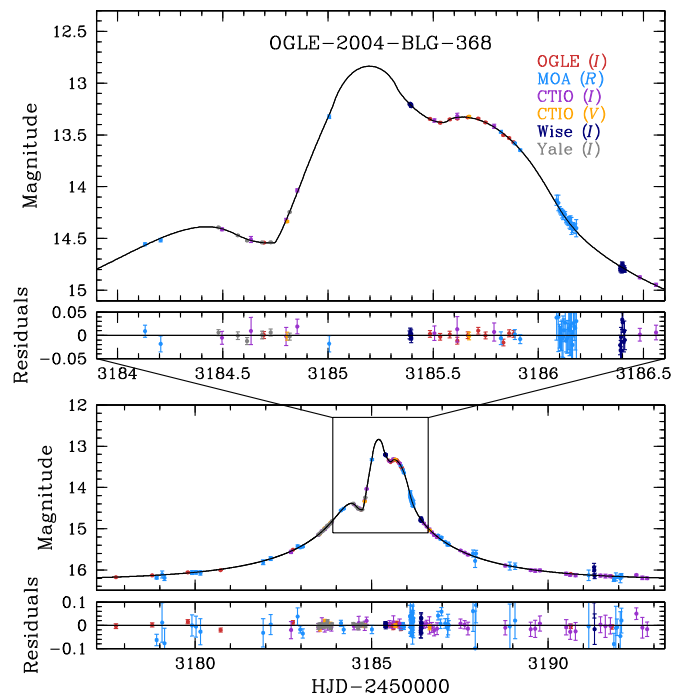 OGLE-2004-BLG-368
OGLE (I)
MOA (R)
CTIO (I)
CTIO (V)
Wise (I)
Yale (I)
Magnitude
12.5
13
13.5
14
14.5
15
Residuals
0.05
0
-0.05
3184 3184.5 3185 3185.5 3186 3186.5
Magnitude
12
13
14
15
16
Residuals
0.1
0
-0.1
3180 3185 3190
HJD-2450000